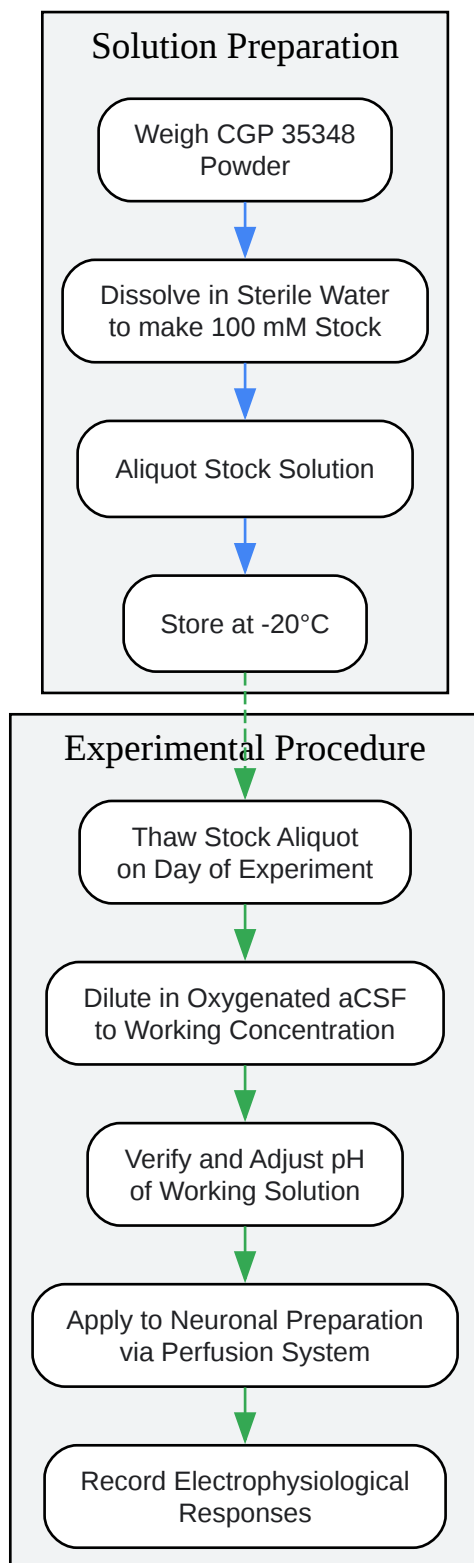 Solution Preparation
Weigh CGP 35348
Powder
Dissolve in Sterile Water
to make 100 mM Stock
Aliquot Stock Solution
Store at -20°C
Experimental Procedure
Thaw Stock Aliquot
on Day of Experiment
Dilute in Oxygenated aCSF
to Working Concentration
Verify and Adjust pH
of Working Solution
Apply to Neuronal Preparation
via Perfusion System
Record Electrophysiological
Responses